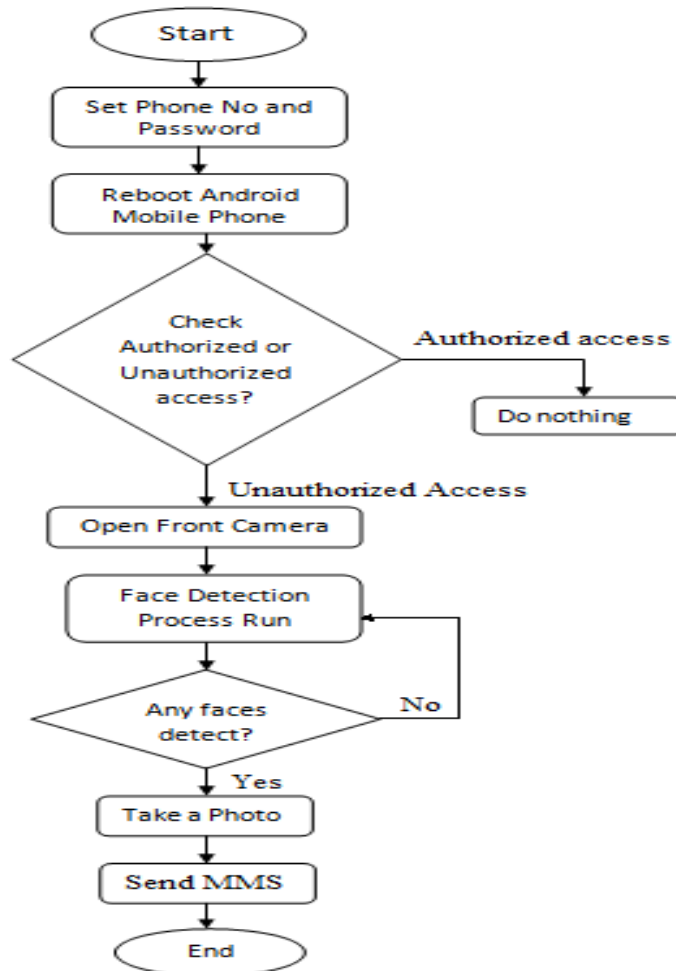 Start
Set Phone No and
Password
Reboot Android
Mobile Phone
Check
Authorized or
Unauthorized
access?
Authorized access
Do nothing
Unauthorized Access
Open Front Camera
Face Detection
Process Run
Any faces
detect?
No
Yes
Take a Photo
Send MMS
End